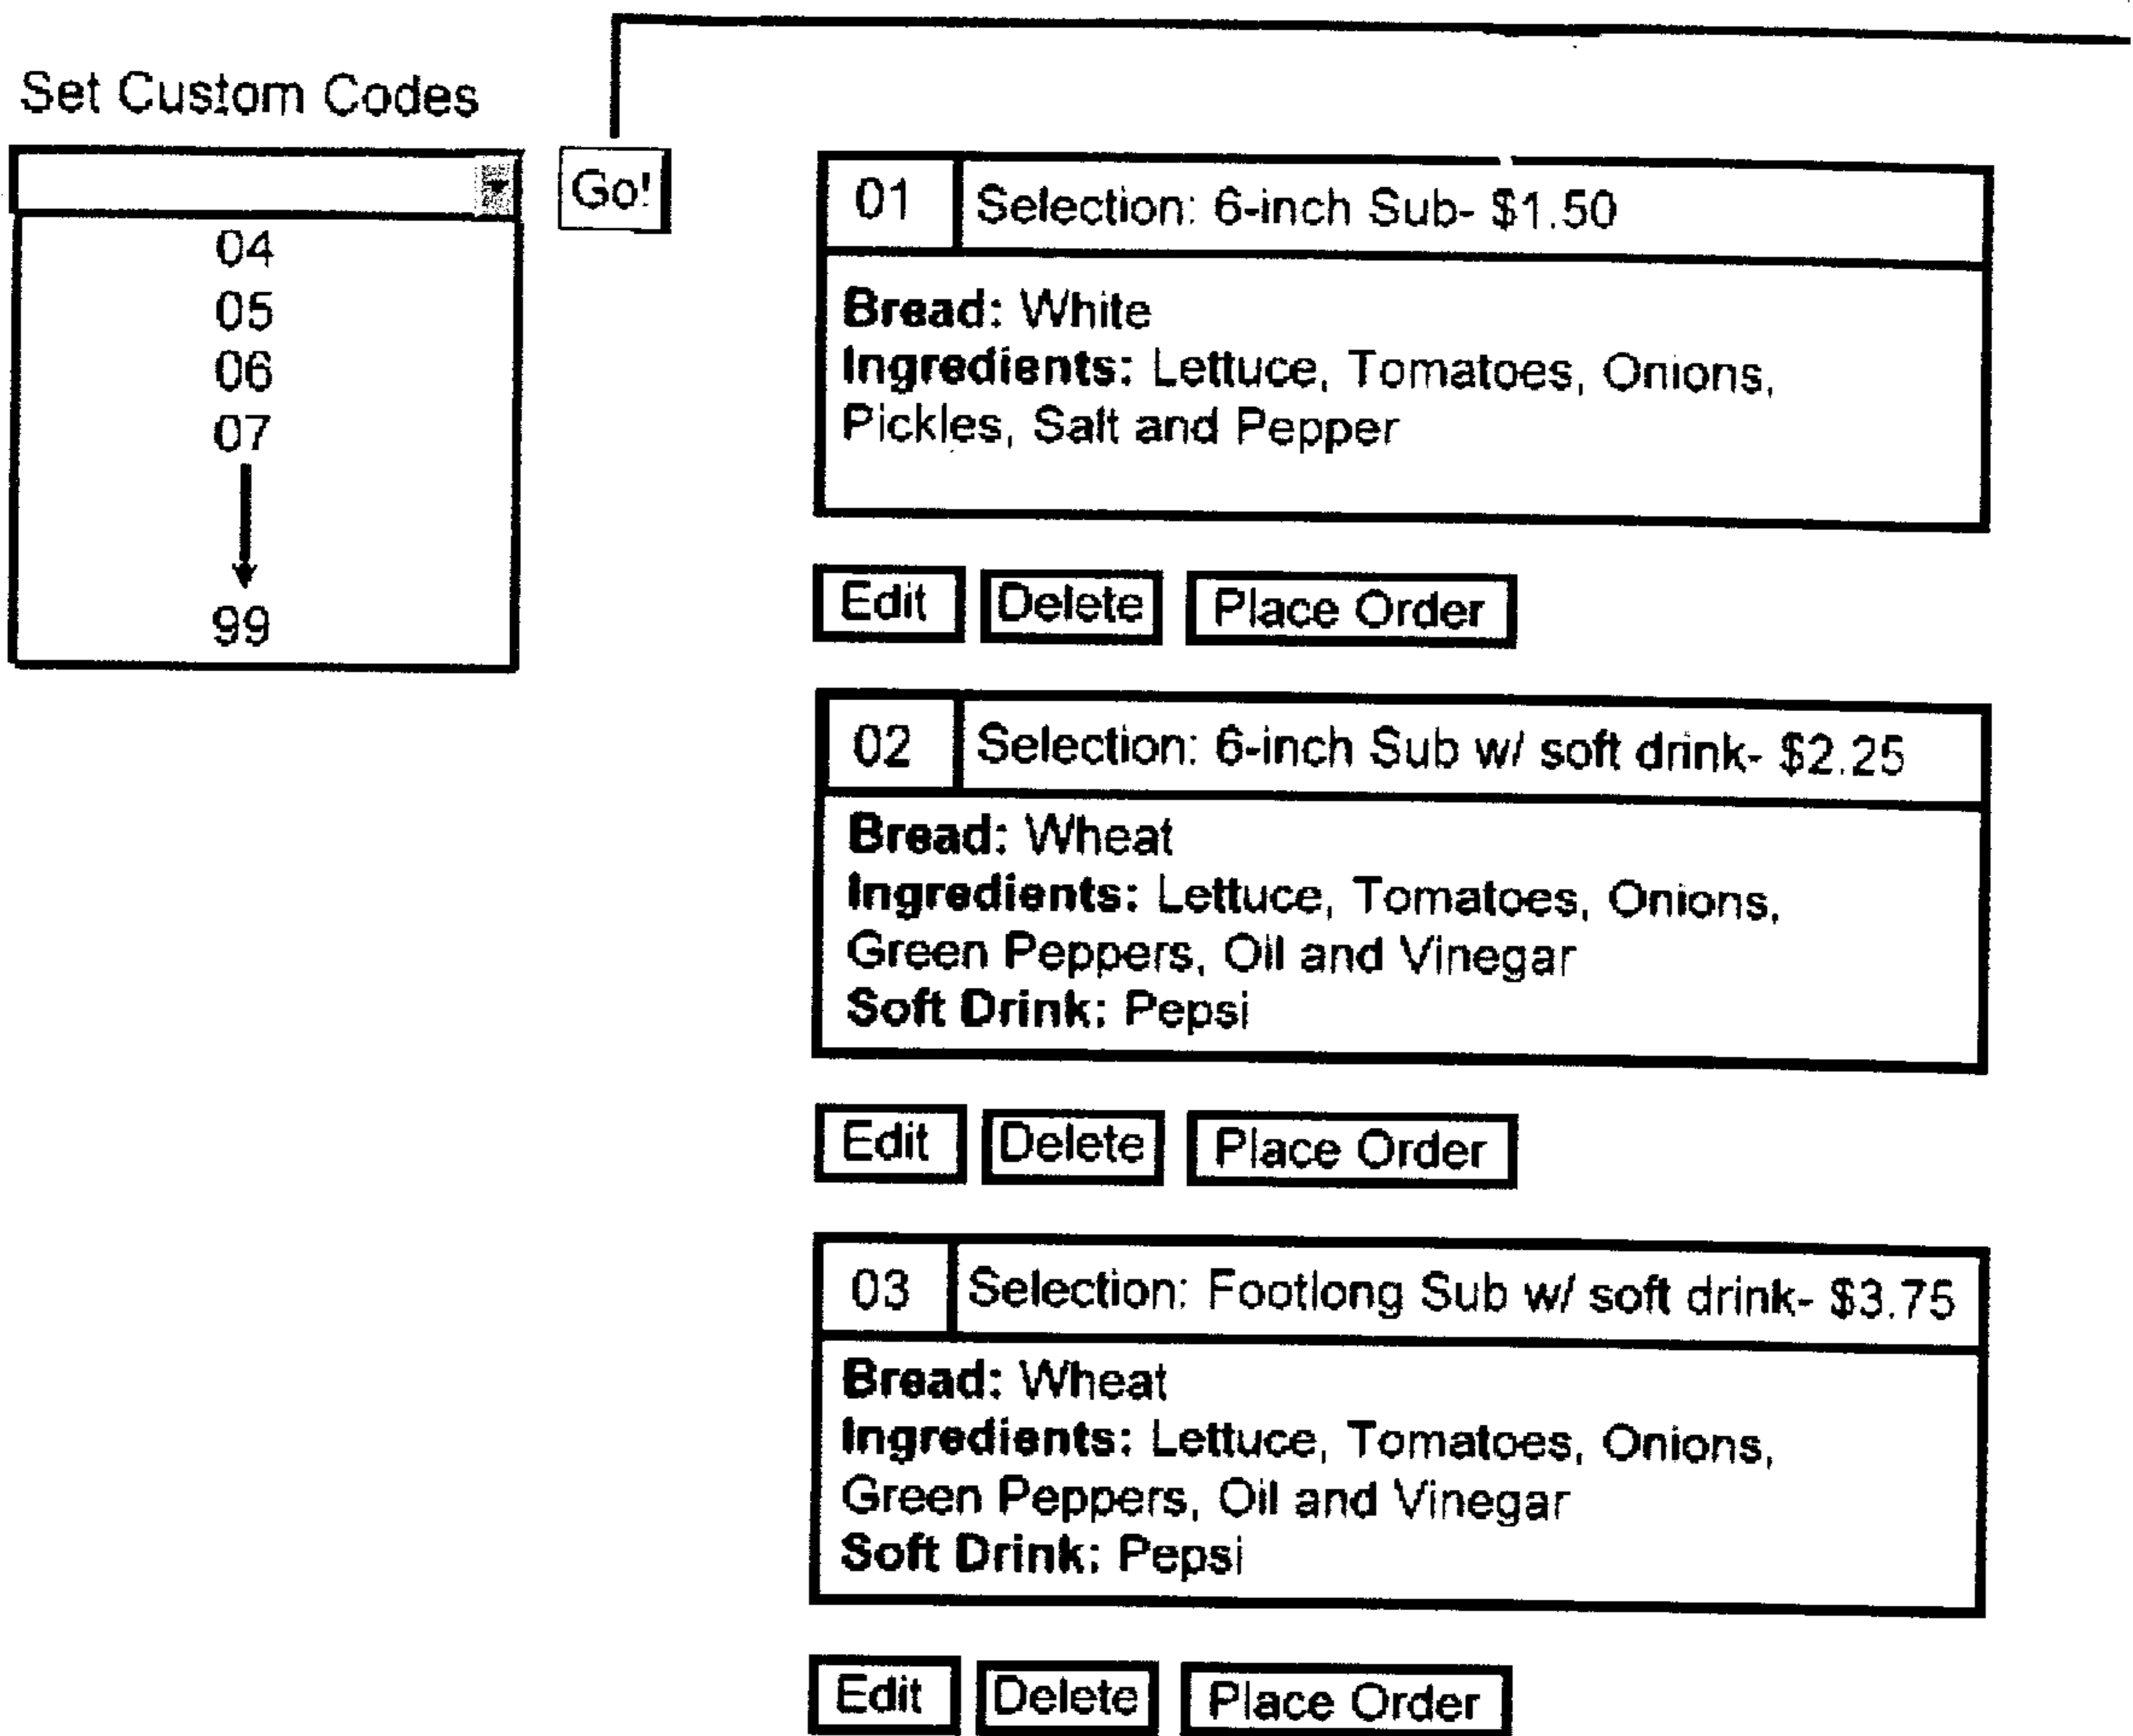 Set Custom Codes
Go!
04
05
06
07
99
01 Selection: 6-inch Sub- $1.50
Bread: White
Ingredients: Lettuce, Tomatoes, Onions,
Pickles, Salt and Pepper
Edit Delete Place Order
02 Selection: 6-inch Sub w/ soft drink- $2.25
Bread: Wheat
Ingredients: Lettuce, Tomatoes, Onions,
Green Peppers, Oil and Vinegar
Soft Drink: Pepsi
Edit Delete Place Order
03 Selection: Footlong Sub w/ soft drink- $3.75
Bread: Wheat
Ingredients: Lettuce, Tomatoes, Onions,
Green Peppers, Oil and Vinegar
Soft Drink: Pepsi
Edit Delete Place Order